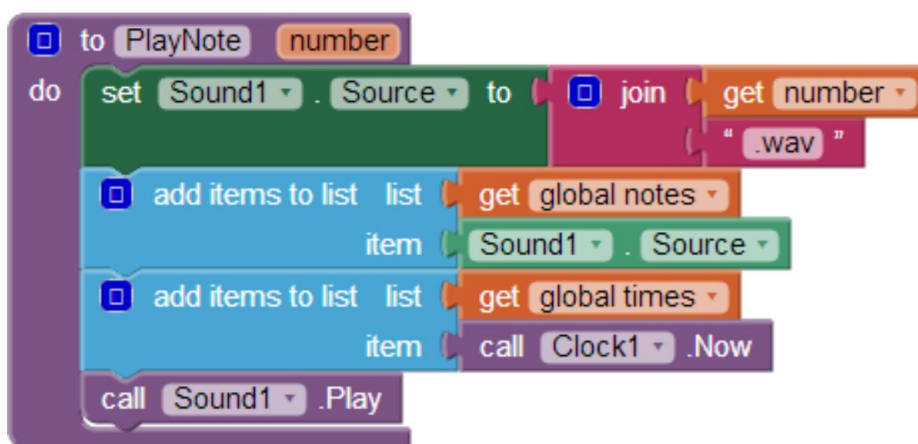 to PlayNote number
do set Sound1 . Source to join get number
" .wav "
add items to list list get global notes
item Sound1 . Source
add items to list list get global times
item call Clock1 .Now
call Sound1 .Play